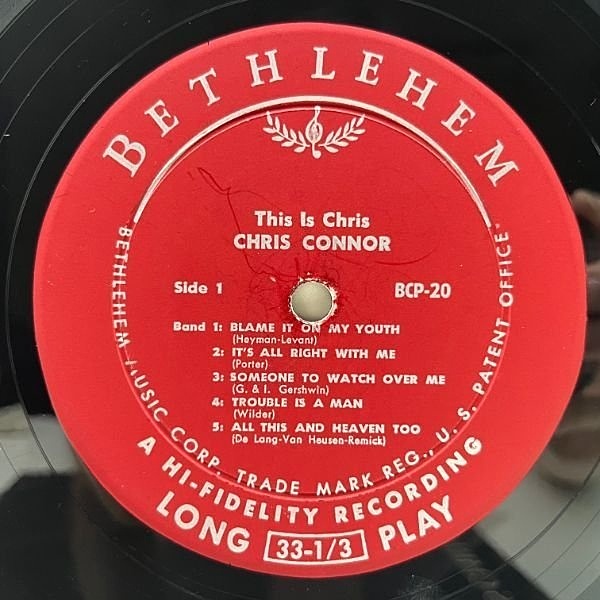 BETHLEHEM
This Is Chris
CHRIS CONNOR
Side 1 BCP-20
Band 1: BLAME IT ON MY YOUTH
(Heyman-Levant)
2: IT'S ALL RIGHT WITH ME
(Porter)
3: SOMEONE TO WATCH OVER ME
(G. & I. Gershwin)
4: TROUBLE IS A MAN
(Wilder)
5: ALL THIS AND HEAVEN TOO
(De Lang-Van Heusen-Remick)
"BETHLEHEM MUSIC CORP. TRADE MARK REG., U. S. PATENT OFFICE"
A HI-FIDELITY RECORDING
LONG 33-1/3 PLAY